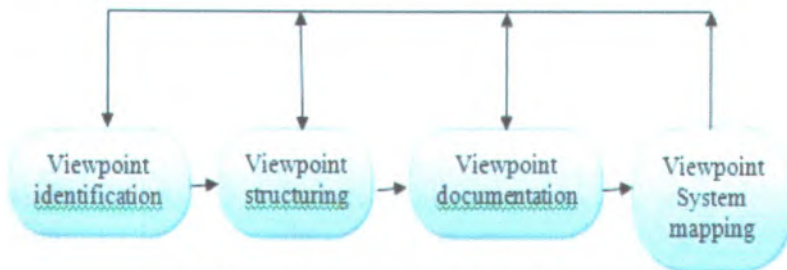 Viewpoint
identification
Viewpoint
structuring
Viewpoint
documentation
Viewpoint
System
mapping